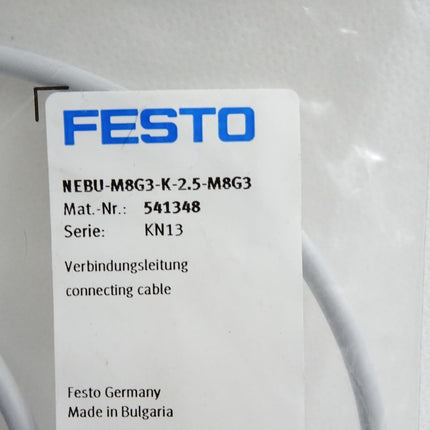 FESTO
NEBU-M8G3-K-2.5-M8G3
Mat.-Nr.: 541348
Serie: KN13
Verbindungsleitung
connecting cable
Festo Germany
Made in Bulgaria